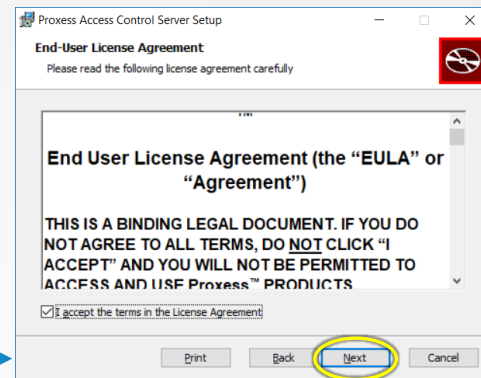 Proxess Access Control Server Setup
End-User License Agreement
Please read the following license agreement carefully
End User License Agreement (the “EULA” or
“Agreement”)
THIS IS A BINDING LEGAL DOCUMENT. IF YOU DO
NOT AGREE TO ALL TERMS, DO NOT CLICK “I
ACCEPT” AND YOU WILL NOT BE PERMITTED TO
ACCESS AND USE Proxess™ PRODUCTS
I accept the terms in the License Agreement
Print Back Next Cancel